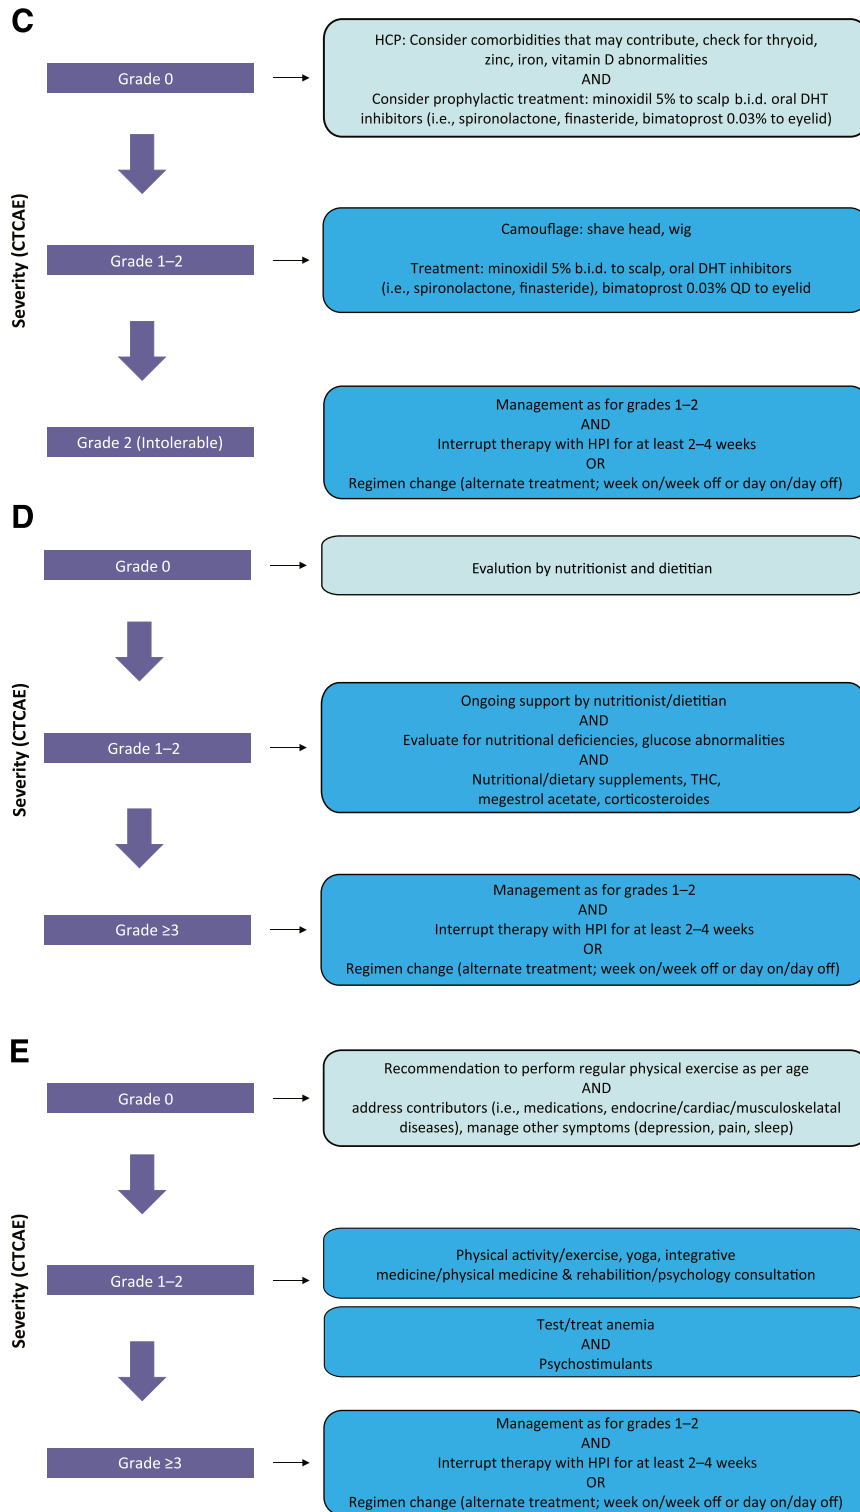 C
Grade 0
HCP: Consider comorbidities that may contribute, check for thryoid,
zinc, iron, vitamin D abnormalities
AND
Consider prophylactic treatment: minoxidil 5% to scalp b.i.d. oral DHT
inhibitors (i.e., spironolactone, finasteride, bimatoprost 0.03% to eyelid)
Severity (CTCAE)
Grade 1–2
Camouflage: shave head, wig
Treatment: minoxidil 5% b.i.d. to scalp, oral DHT inhibitors
(i.e., spironolactone, finasteride), bimatoprost 0.03% QD to eyelid
Grade 2 (Intolerable)
Management as for grades 1–2
AND
Interrupt therapy with HPI for at least 2–4 weeks
OR
Regimen change (alternate treatment; week on/week off or day on/day off)
D
Grade 0
Evalution by nutritionist and dietitian
Severity (CTCAE)
Grade 1–2
Ongoing support by nutritionist/dietitian
AND
Evaluate for nutritional deficiencies, glucose abnormalities
AND
Nutritional/dietary supplements, THC,
megestrol acetate, corticosteroides
Grade ≥3
Management as for grades 1–2
AND
Interrupt therapy with HPI for at least 2–4 weeks
OR
Regimen change (alternate treatment; week on/week off or day on/day off)
E
Grade 0
Recommendation to perform regular physical exercise as per age
AND
address contributors (i.e., medications, endocrine/cardiac/musculoskelatal
diseases), manage other symptoms (depression, pain, sleep)
Severity (CTCAE)
Grade 1–2
Physical activity/exercise, yoga, integrative
medicine/physical medicine & rehabilition/psychology consultation
Test/treat anemia
AND
Psychostimulants
Grade ≥3
Management as for grades 1–2
AND
Interrupt therapy with HPI for at least 2–4 weeks
OR
Regimen change (alternate treatment; week on/week off or day on/day off)